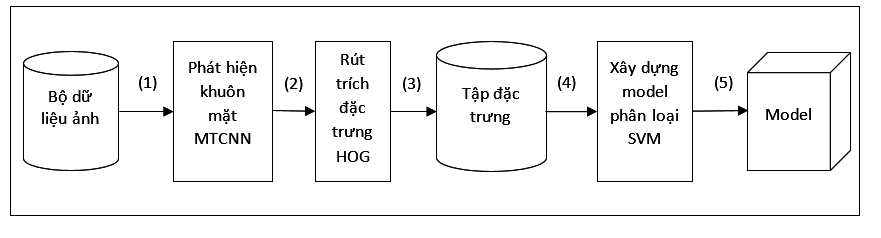 Bộ dữ
liệu ảnh
(1)
Phát hiện
khuôn
mặt
MTCNN
(2)
Rút
trích
đặc
trưng
HOG
(3)
Tập đặc
trưng
(4)
Xây dựng
model
phân loại
SVM
(5)
Model